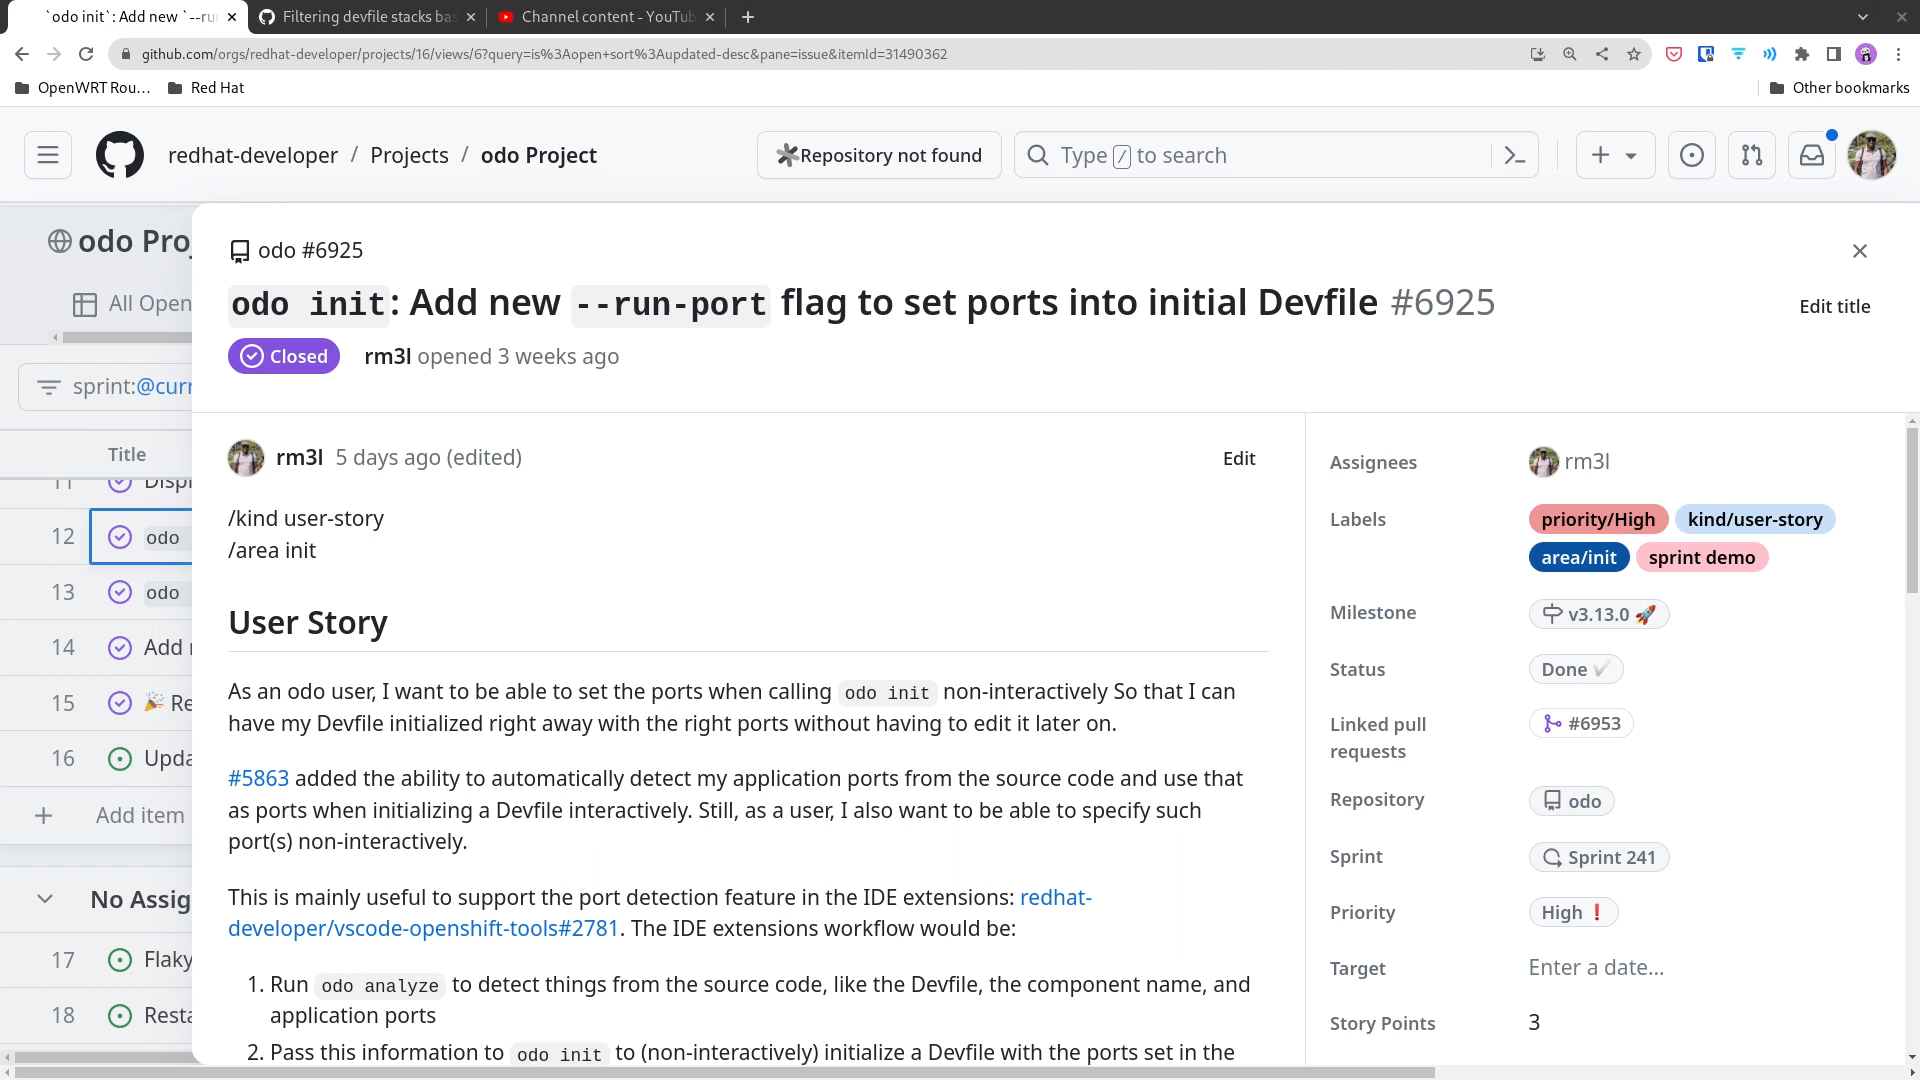 `odo init`: Add new `--run
Filtering devfile stacks bas
Channel content - YouTub
github.com/orgs/redhat-developer/projects/16/views/6?query=is%3Aopen+sort%3Aupdated-desc&pane=issue&itemId=31490362
OpenWRT Rou…
Red Hat
Other bookmarks
redhat-developer / Projects / odo Project
Repository not found
Type / to search
odo Proj
All Open
sprint:@curr
Title
11 Displ
12 odo
13 odo
14 Add
15 🎉 Re
16 Upda
Add item
No Assig
17 Flaky
18 Resta
odo #6925
odo init: Add new --run-port flag to set ports into initial Devfile #6925
Edit title
Closed
rm3l opened 3 weeks ago
rm3l 5 days ago (edited)
Edit
/kind user-story
/area init
User Story
As an odo user, I want to be able to set the ports when calling odo init non-interactively So that I can
have my Devfile initialized right away with the right ports without having to edit it later on.
#5863 added the ability to automatically detect my application ports from the source code and use that
as ports when initializing a Devfile interactively. Still, as a user, I also want to be able to specify such
port(s) non-interactively.
This is mainly useful to support the port detection feature in the IDE extensions: redhat-
developer/vscode-openshift-tools#2781. The IDE extensions workflow would be:
1. Run odo analyze to detect things from the source code, like the Devfile, the component name, and
application ports
2. Pass this information to odo init to (non-interactively) initialize a Devfile with the ports set in the
Assignees
rm3l
Labels
priority/High
kind/user-story
area/init
sprint demo
Milestone
v3.13.0 🚀
Status
Done ✔
Linked pull
requests
#6953
Repository
odo
Sprint
Sprint 241
Priority
High ❗
Target
Enter a date…
Story Points
3